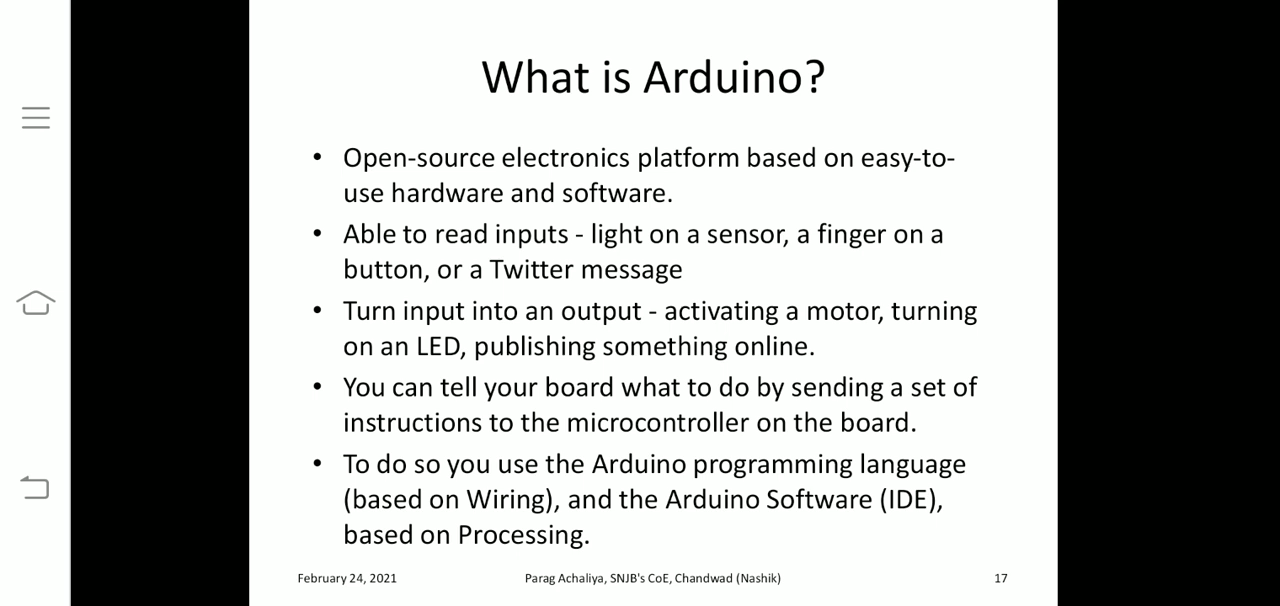 What is Arduino?
• Open-source electronics platform based on easy-to-
use hardware and software.
• Able to read inputs - light on a sensor, a finger on a
button, or a Twitter message
• Turn input into an output - activating a motor, turning
on an LED, publishing something online.
• You can tell your board what to do by sending a set of
instructions to the microcontroller on the board.
• To do so you use the Arduino programming language
(based on Wiring), and the Arduino Software (IDE),
based on Processing.
February 24, 2021 Parag Achaliya, SNJB's CoE, Chandwad (Nashik) 17